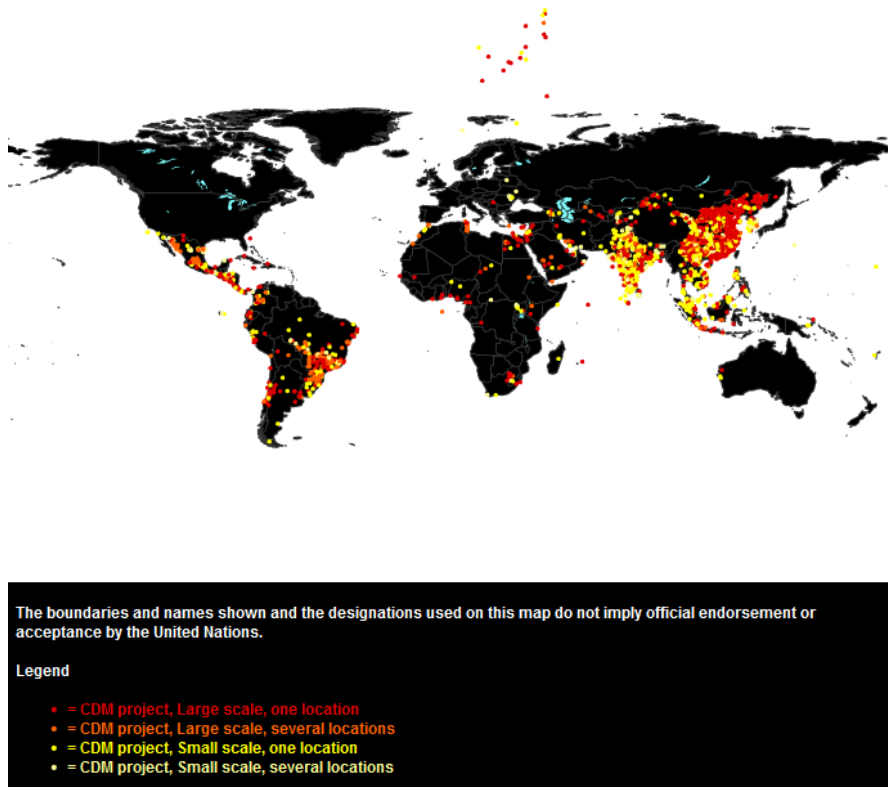 The boundaries and names shown and the designations used on this map do not imply official endorsement or
acceptance by the United Nations.
Legend
• = CDM project, Large scale, one location
• = CDM project, Large scale, several locations
• = CDM project, Small scale, one location
• = CDM project, Small scale, several locations